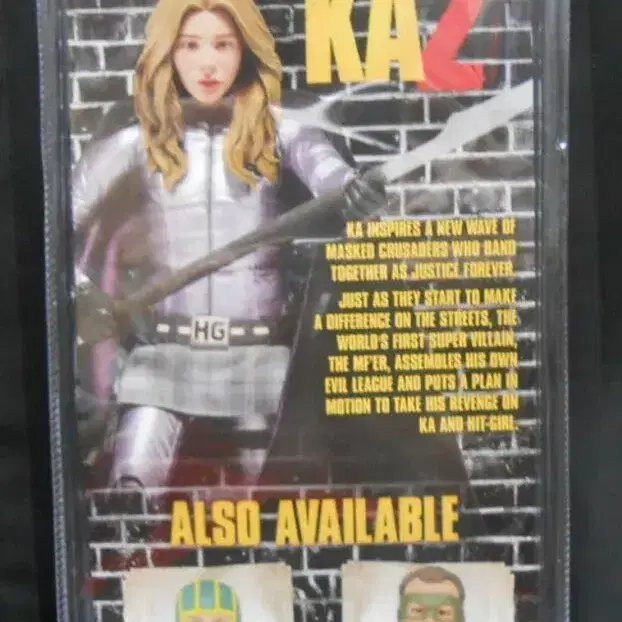 KA2
HG
KA INSPIRES A NEW WAVE OF
MASKED CRUSADERS WHO BAND
TOGETHER AS JUSTICE FOREVER.
JUST AS THEY START TO MAKE
A DIFFERENCE ON THE STREETS, THE
WORLD'S FIRST SUPER VILLAIN,
THE MF'ER, ASSEMBLES HIS OWN
EVIL LEAGUE AND PUTS A PLAN IN
MOTION TO TAKE HIS REVENGE ON
KA AND HIT-GIRL.
ALSO AVAILABLE